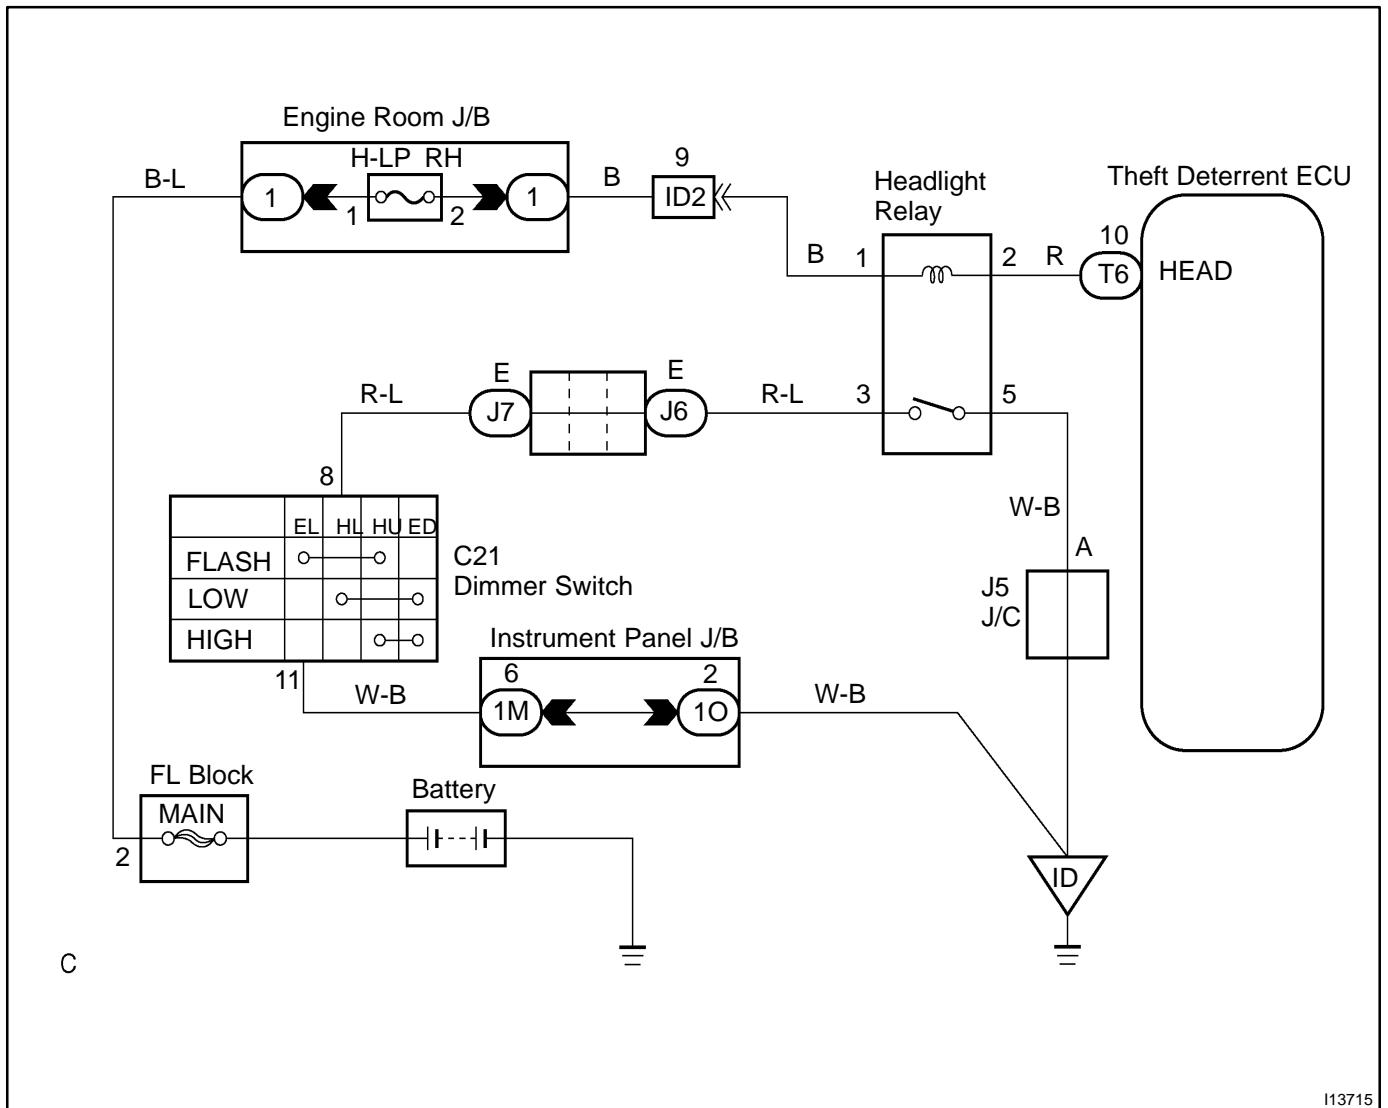 Engine Room J/B
H-LP RH
B-L
1
1
2
1
B
9
ID2
Headlight
Relay
Theft Deterrent ECU
B
1
2
R
10
T6
HEAD
E
E
R-L
J7
J6
R-L
3
5
8
W-B
EL HL HU ED
FLASH
LOW
HIGH
C21
Dimmer Switch
A
J5
J/C
Instrument Panel J/B
11
W-B
6
2
1M
1O
W-B
FL Block
MAIN
2
Battery
ID
C
I13715